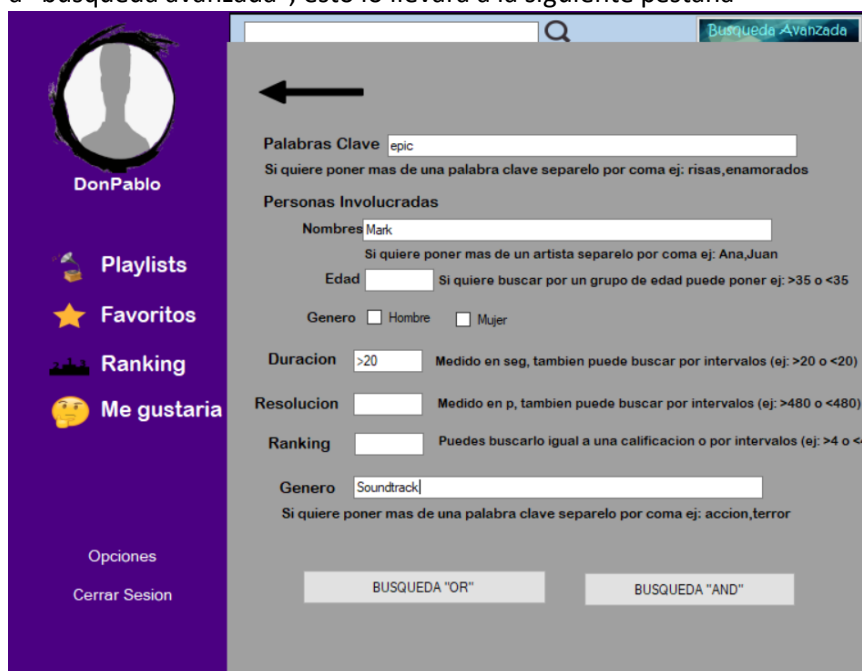 a "busqueda avanzada", esto lo llevará a la siguiente pestaña
Busqueda Avanzada
DonPablo
Playlists
Favoritos
Ranking
Me gustaria
Opciones
Cerrar Sesion
Palabras Clave epic
Si quiere poner mas de una palabra clave separelo por coma ej: risas,enamorados
Personas Involucradas
Nombres Mark
Si quiere poner mas de un artista separelo por coma ej: Ana,Juan
Edad Si quiere buscar por un grupo de edad puede poner ej: >35 o <35
Genero Hombre Mujer
Duracion >20 Medido en seg, tambien puede buscar por intervalos (ej: >20 o <20)
Resolucion Medido en p, tambien puede buscar por intervalos (ej: >480 o <480)
Ranking Puedes buscarlo igual a una calificacion o por intervalos (ej: >4 o <
Genero Soundtrack
Si quiere poner mas de una palabra clave separelo por coma ej: accion,terror
BUSQUEDA "OR" BUSQUEDA "AND"